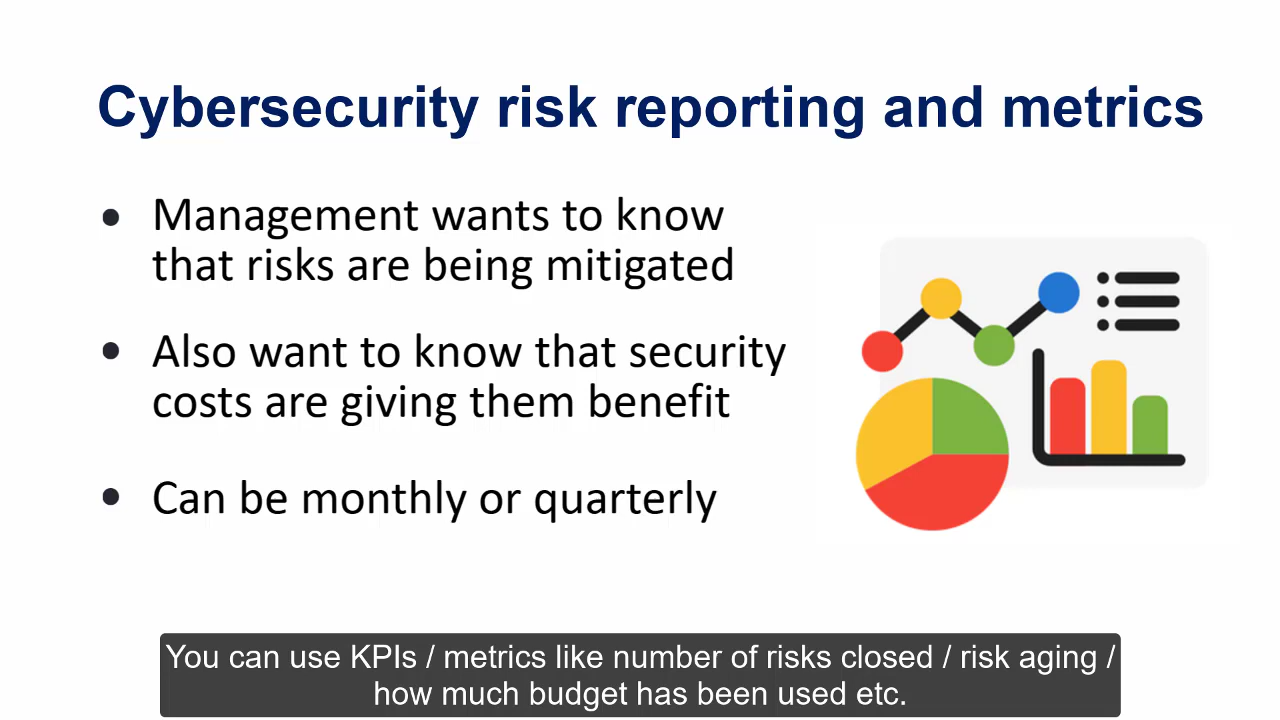 Cybersecurity risk reporting and metrics
• Management wants to know
that risks are being mitigated
• Also want to know that security
costs are giving them benefit
• Can be monthly or quarterly
You can use KPIs / metrics like number of risks closed / risk aging /
how much budget has been used etc.